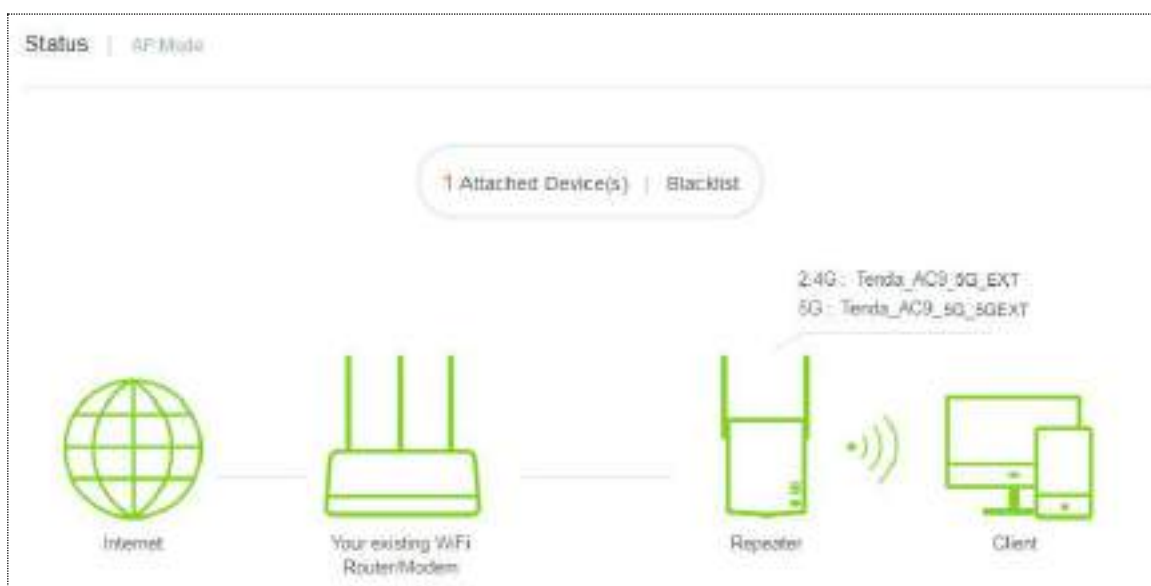 Status | AP Mode
1 Attached Device(s) | Blacklist
2.4G : Tenda_AC9_5G_EXT
5G : Tenda_AC9_5G_5GEXT
Internet
Your existing WiFi
Router/Modem
Repeater
Client